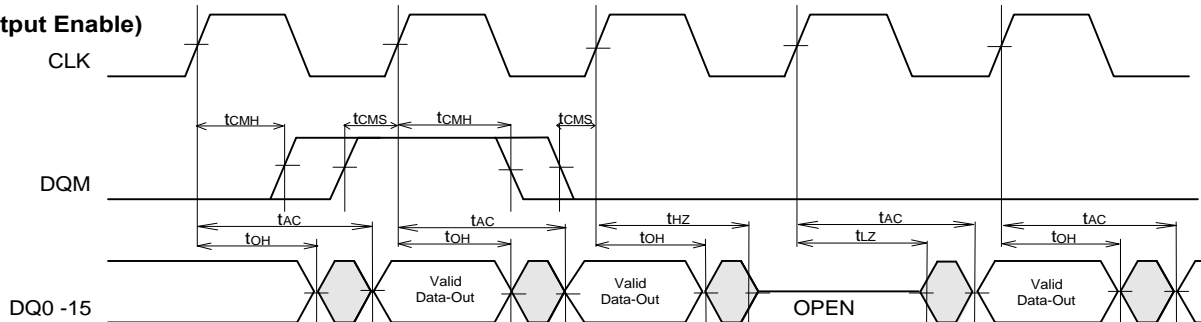 tput Enable)
CLK
tCMH tCMS tCMH tCMS
DQM
tAC tAC tHZ tAC tAC
tOH tOH tOH tLZ tOH
Valid Data-Out
Valid Data-Out
Valid Data-Out
DQ0 -15
OPEN